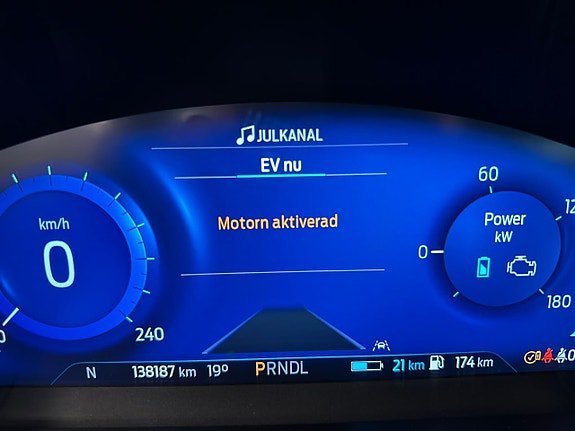 JULKANAL
EV nu
km/h
0
240
Motorn aktiverad
60
Power
kW
0
180
N 138187 km 19º PRNDL 21 km 174 km